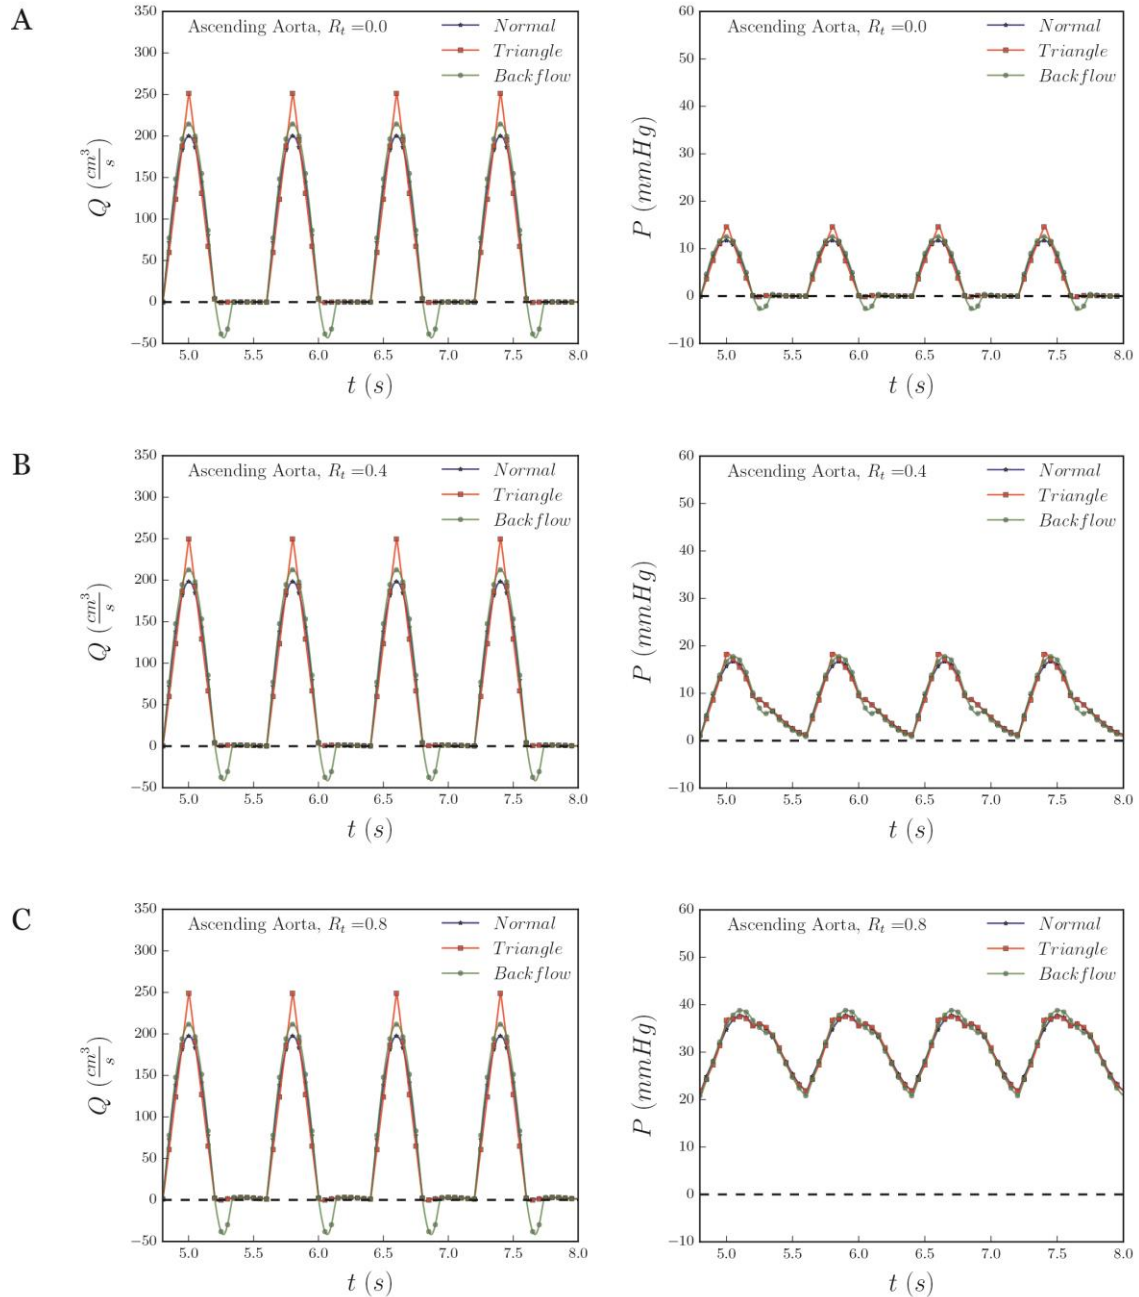 A
Ascending Aorta, R_t =0.0
Normal
Triangle
Backflow
350
300
250
200
150
100
50
0
−50
5.0 5.5 6.0 6.5 7.0 7.5 8.0
Q (cm³/s)
t (s)
Ascending Aorta, R_t =0.0
Normal
Triangle
Backflow
60
50
40
30
20
10
0
−10
5.0 5.5 6.0 6.5 7.0 7.5 8.0
P (mmHg)
t (s)
B
Ascending Aorta, R_t =0.4
Normal
Triangle
Backflow
350
300
250
200
150
100
50
0
−50
5.0 5.5 6.0 6.5 7.0 7.5 8.0
Q (cm³/s)
t (s)
Ascending Aorta, R_t =0.4
Normal
Triangle
Backflow
60
50
40
30
20
10
0
−10
5.0 5.5 6.0 6.5 7.0 7.5 8.0
P (mmHg)
t (s)
C
Ascending Aorta, R_t =0.8
Normal
Triangle
Backflow
350
300
250
200
150
100
50
0
−50
5.0 5.5 6.0 6.5 7.0 7.5 8.0
Q (cm³/s)
t (s)
Ascending Aorta, R_t =0.8
Normal
Triangle
Backflow
60
50
40
30
20
10
0
−10
5.0 5.5 6.0 6.5 7.0 7.5 8.0
P (mmHg)
t (s)